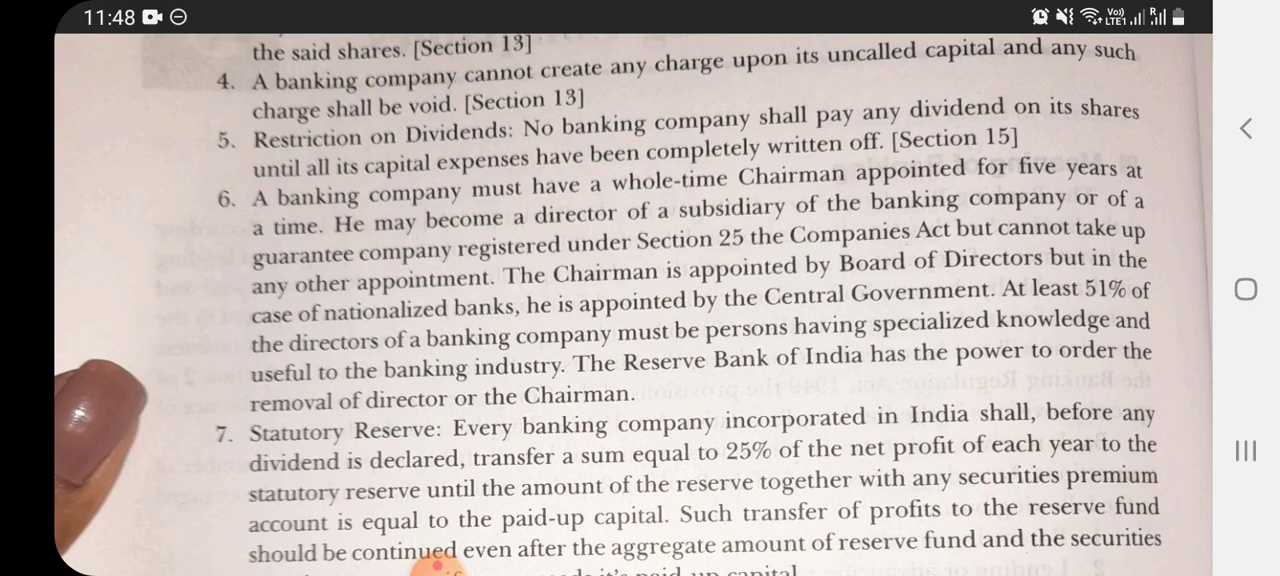 11:48
Vo)) LTE1 R
the said shares. [Section 13]
4. A banking company cannot create any charge upon its uncalled capital and any such
charge shall be void. [Section 13]
5. Restriction on Dividends: No banking company shall pay any dividend on its shares
until all its capital expenses have been completely written off. [Section 15]
6. A banking company must have a whole-time Chairman appointed for five years at
a time. He may become a director of a subsidiary of the banking company or of a
guarantee company registered under Section 25 the Companies Act but cannot take up
any other appointment. The Chairman is appointed by Board of Directors but in the
case of nationalized banks, he is appointed by the Central Government. At least 51% of
the directors of a banking company must be persons having specialized knowledge and
useful to the banking industry. The Reserve Bank of India has the power to order the
removal of director or the Chairman.
7. Statutory Reserve: Every banking company incorporated in India shall, before any
dividend is declared, transfer a sum equal to 25% of the net profit of each year to the
statutory reserve until the amount of the reserve together with any securities premium
account is equal to the paid-up capital. Such transfer of profits to the reserve fund
should be continued even after the aggregate amount of reserve fund and the securities
it's paid up capital